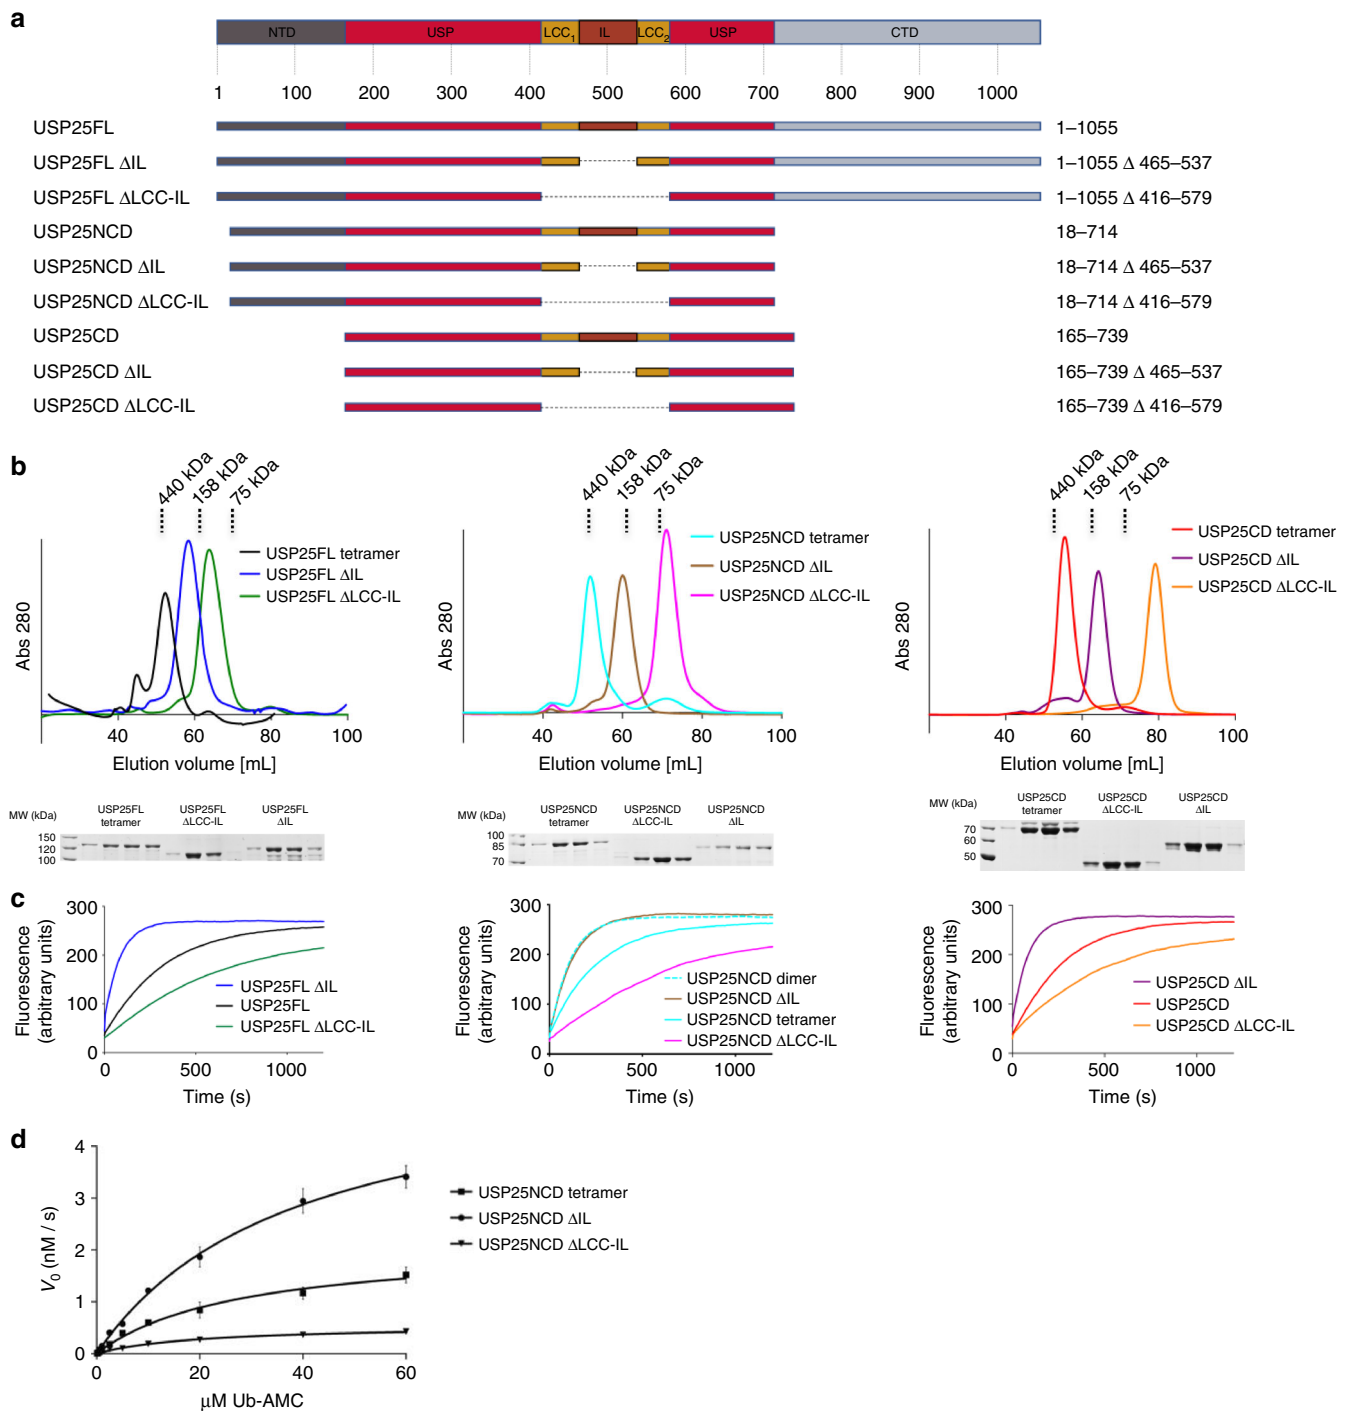 a
NTD USP LCC1 IL LCC2 USP CTD
1 100 200 300 400 500 600 700 800 900 1000
USP25FL 1–1055
USP25FL ΔIL 1–1055 Δ 465–537
USP25FL ΔLCC-IL 1–1055 Δ 416–579
USP25NCD 18–714
USP25NCD ΔIL 18–714 Δ 465–537
USP25NCD ΔLCC-IL 18–714 Δ 416–579
USP25CD 165–739
USP25CD ΔIL 165–739 Δ 465–537
USP25CD ΔLCC-IL 165–739 Δ 416–579
b
440 kDa 158 kDa 75 kDa
USP25FL tetramer
USP25FL ΔIL
USP25FL ΔLCC-IL
Abs 280
40 60 80 100
Elution volume [mL]
440 kDa 158 kDa 75 kDa
USP25NCD tetramer
USP25NCD ΔIL
USP25NCD ΔLCC-IL
Abs 280
40 60 80 100
Elution volume [mL]
440 kDa 158 kDa 75 kDa
USP25CD tetramer
USP25CD ΔIL
USP25CD ΔLCC-IL
Abs 280
40 60 80 100
Elution volume [mL]
MW (kDa)
USP25FL tetramer
USP25FL ΔLCC-IL
USP25FL ΔIL
150
120
100
MW (kDa)
USP25NCD tetramer
USP25NCD ΔLCC-IL
USP25NCD ΔIL
100
85
70
MW (kDa)
USP25CD tetramer
USP25CD ΔLCC-IL
USP25CD ΔIL
70
60
50
c
Fluorescence
(arbitrary units)
300
200
100
0
USP25FL ΔIL
USP25FL
USP25FL ΔLCC-IL
0 500 1000
Time (s)
Fluorescence
(arbitrary units)
300
200
100
0
USP25NCD dimer
USP25NCD ΔIL
USP25NCD tetramer
USP25NCD ΔLCC-IL
0 500 1000
Time (s)
Fluorescence
(arbitrary units)
300
200
100
0
USP25CD ΔIL
USP25CD
USP25CD ΔLCC-IL
0 500 1000
Time (s)
d
V0 (nM / s)
4
3
2
1
0
USP25NCD tetramer
USP25NCD ΔIL
USP25NCD ΔLCC-IL
0 20 40 60
μM Ub-AMC